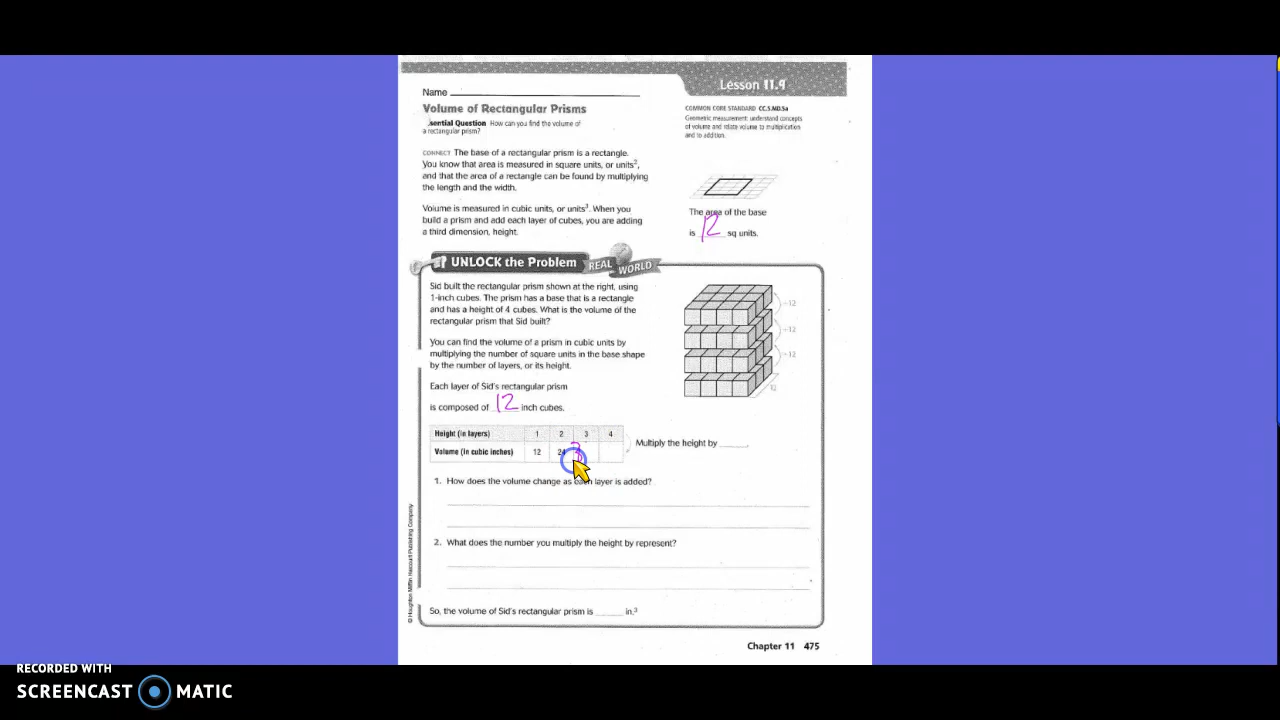 Lesson 11.9
Name
Volume of Rectangular Prisms
sential Question How can you find the volume of
a rectangular prism?
COMMON CORE STANDARD CC.5.MD.5a
Geometric measurement: understand concepts
of volume and relate volume to multiplication
and to addition.
CONNECT The base of a rectangular prism is a rectangle.
You know that area is measured in square units, or units²,
and that the area of a rectangle can be found by multiplying
the length and the width.
Volume is measured in cubic units, or units³. When you
build a prism and add each layer of cubes, you are adding
a third dimension, height.
The area of the base
is 12 sq units.
UNLOCK the Problem REAL WORLD
Sid built the rectangular prism shown at the right, using
1-inch cubes. The prism has a base that is a rectangle
and has a height of 4 cubes. What is the volume of the
rectangular prism that Sid built?
You can find the volume of a prism in cubic units by
multiplying the number of square units in the base shape
by the number of layers, or its height.
Each layer of Sid's rectangular prism
is composed of 12 inch cubes.
12
12
12
12
Height (in layers) 1 2 3 4
Volume (in cubic inches) 12 24 3
Multiply the height by
1. How does the volume change as each layer is added?
2. What does the number you multiply the height by represent?
So, the volume of Sid's rectangular prism is in.³
© Houghton Mifflin Harcourt Publishing Company
Chapter 11 475
RECORDED WITH
SCREENCAST MATIC